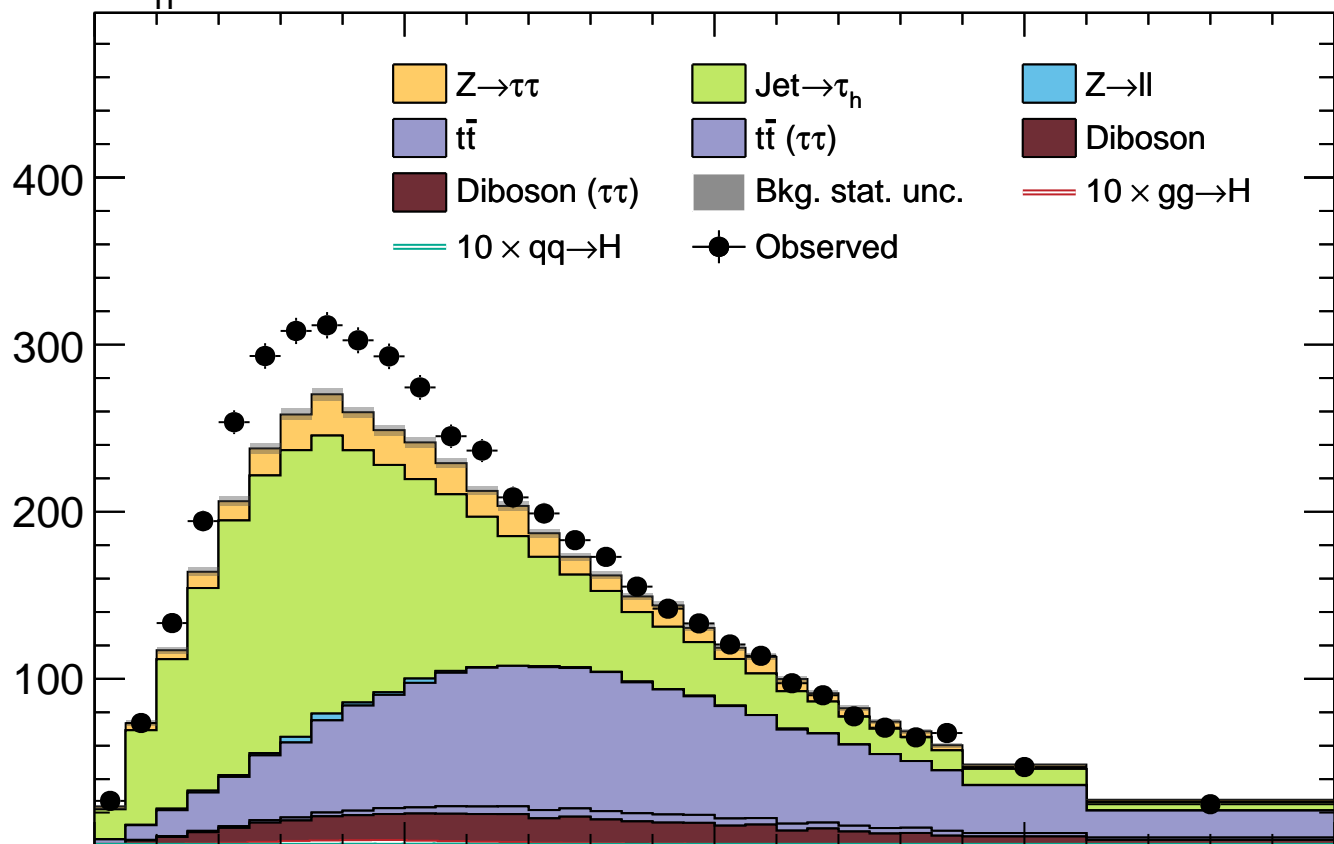 H
Z→ττ Jet→τh Z→ll
tt̄ tt̄ (ττ) Diboson
Diboson (ττ) Bkg. stat. unc. 10 × gg→H
10 × qq→H Observed
400
300
200
100